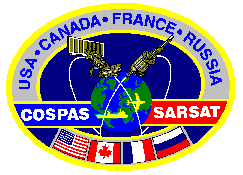 USA • CANADA • FRANCE • RUSSIA
COSPAS SARSAT